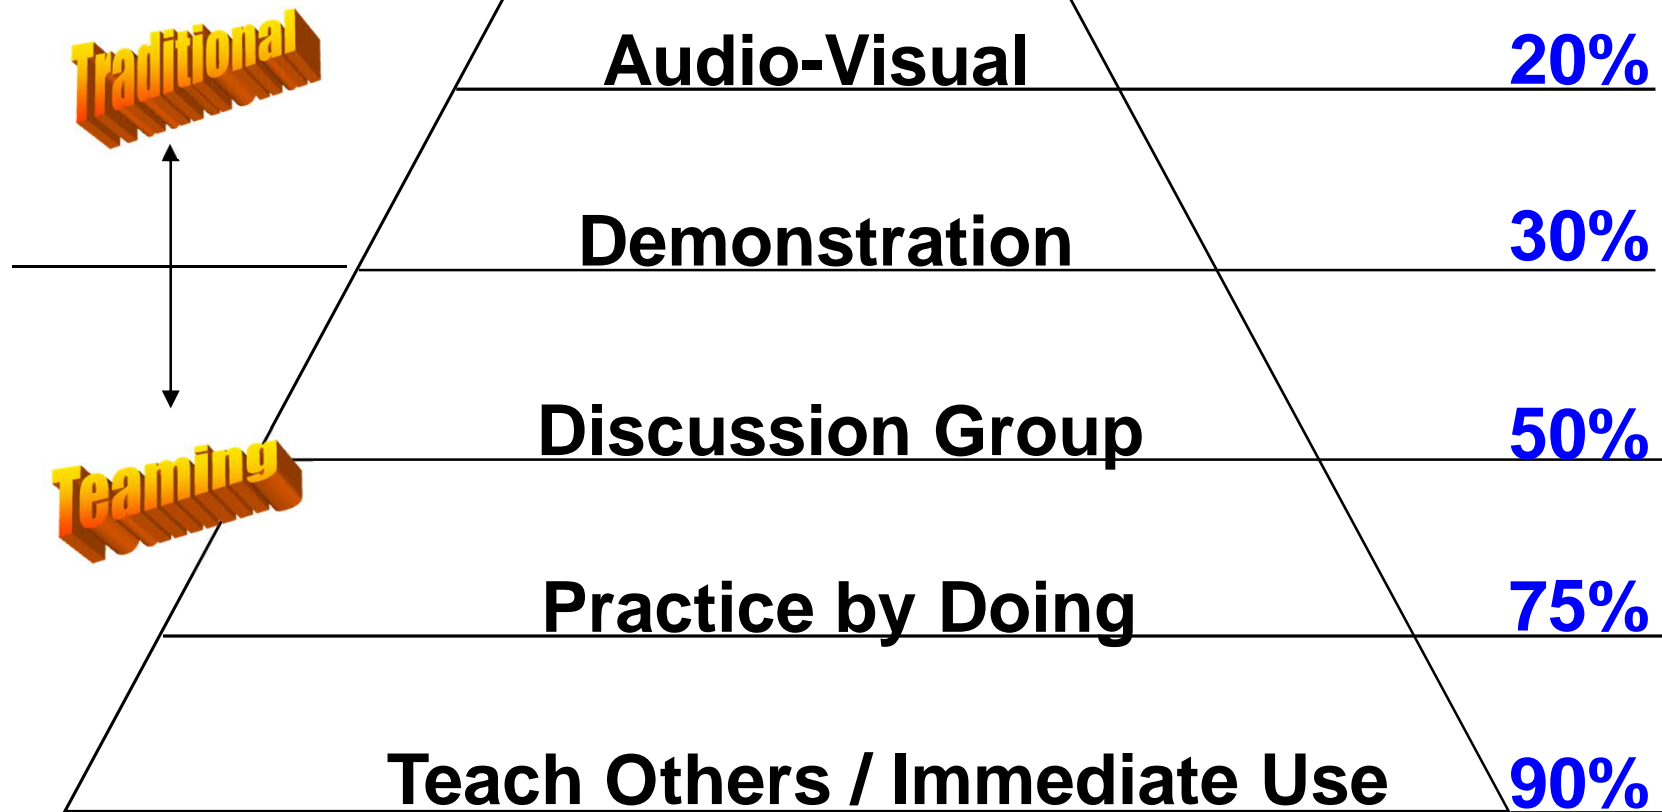 Traditional
Audio-Visual 20%
Demonstration 30%
Discussion Group 50%
Teaming
Practice by Doing 75%
Teach Others / Immediate Use 90%